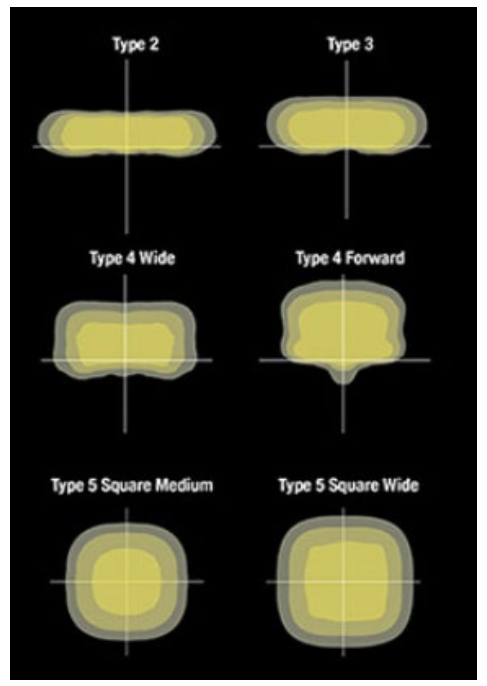 Type 2
Type 3
Type 4 Wide
Type 4 Forward
Type 5 Square Medium
Type 5 Square Wide